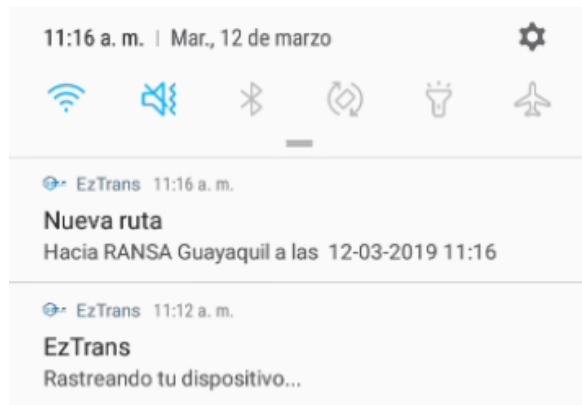 11:16 a. m. | Mar., 12 de marzo
EzTrans 11:16 a. m.
Nueva ruta
Hacia RANSA Guayaquil a las 12-03-2019 11:16
EzTrans 11:12 a. m.
EzTrans
Rastreando tu dispositivo...